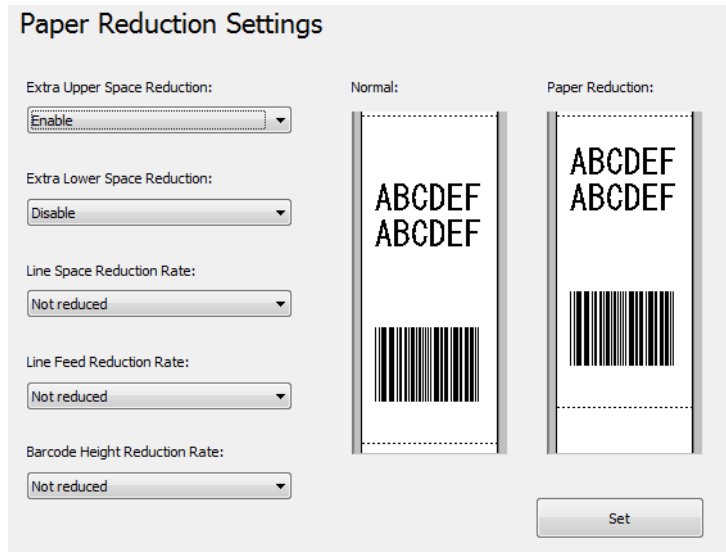 Paper Reduction Settings
Extra Upper Space Reduction:
Enable
Extra Lower Space Reduction:
Disable
Line Space Reduction Rate:
Not reduced
Line Feed Reduction Rate:
Not reduced
Barcode Height Reduction Rate:
Not reduced
Normal:
ABCDEF
ABCDEF
Paper Reduction:
ABCDEF
ABCDEF
Set